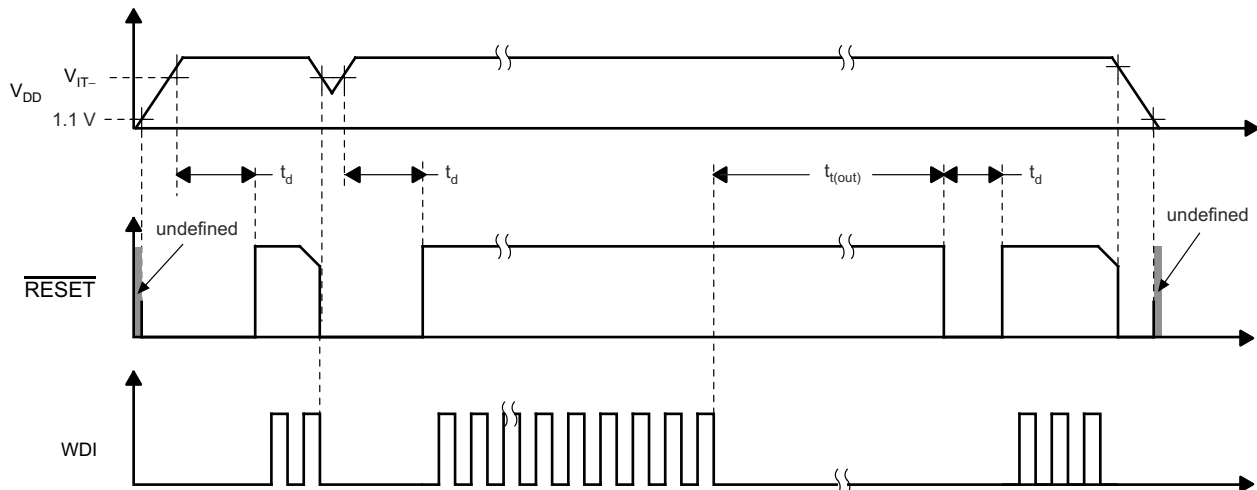 V_IT–
V_DD
1.1 V
t_d
t_d
t_t(out)
t_d
undefined
undefined
RESET
WDI